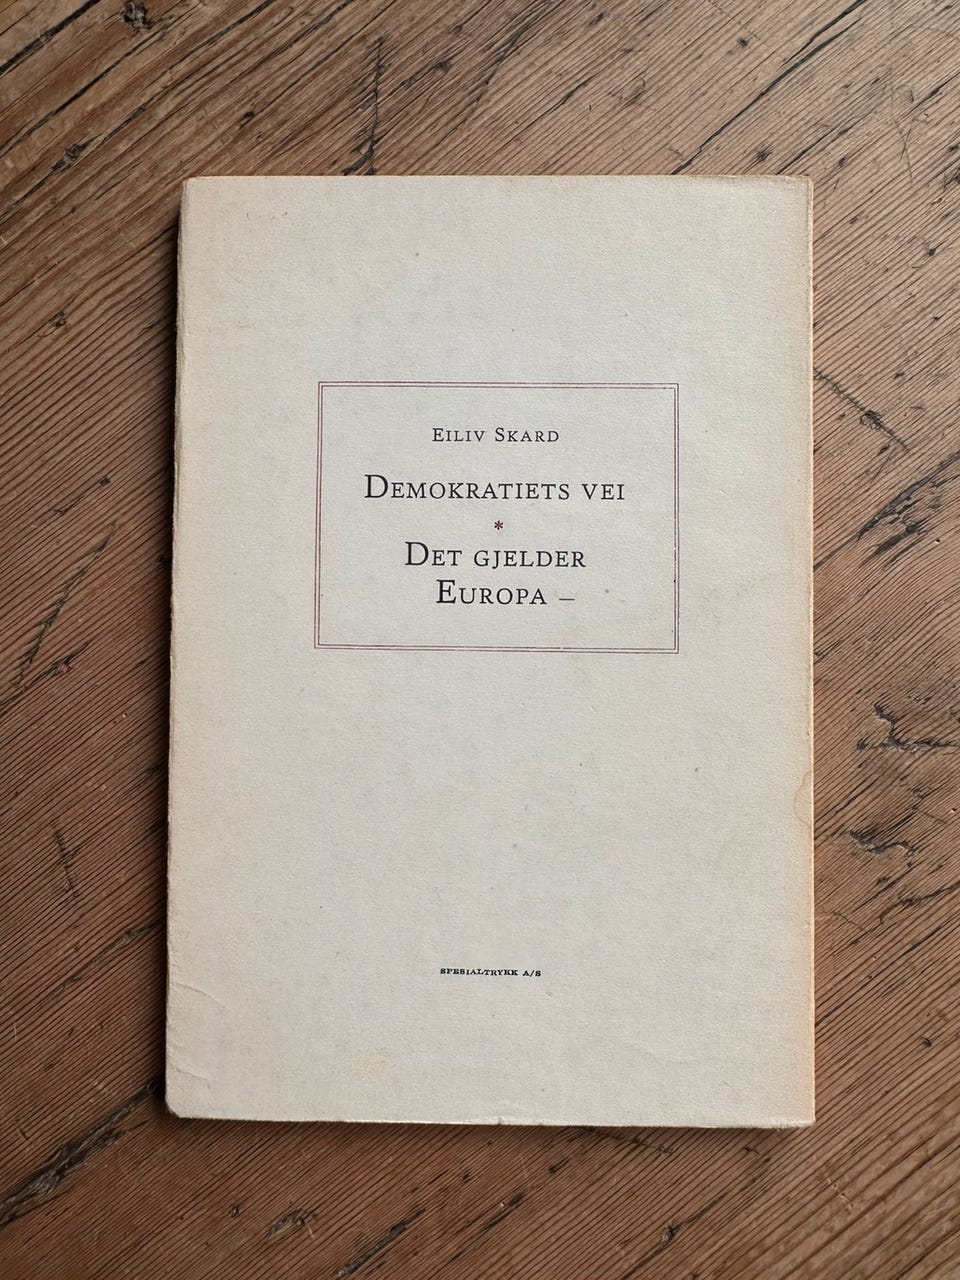 Eiliv Skard
Demokratiets vei
*
Det gjelder
Europa –
SPESIALTRYKK A/S